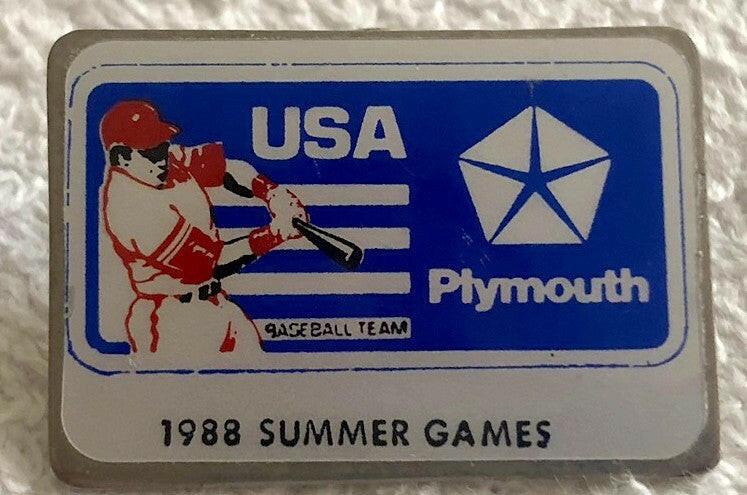 USA
Plymouth
BASEBALL TEAM
1988 SUMMER GAMES